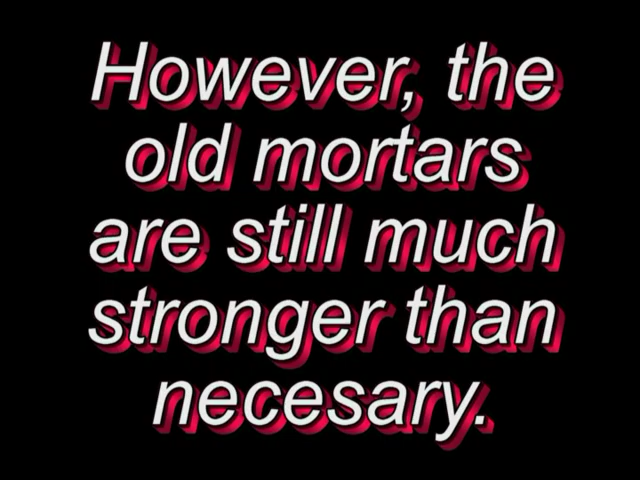 However, the
old mortars
are still much
stronger than
necesary.